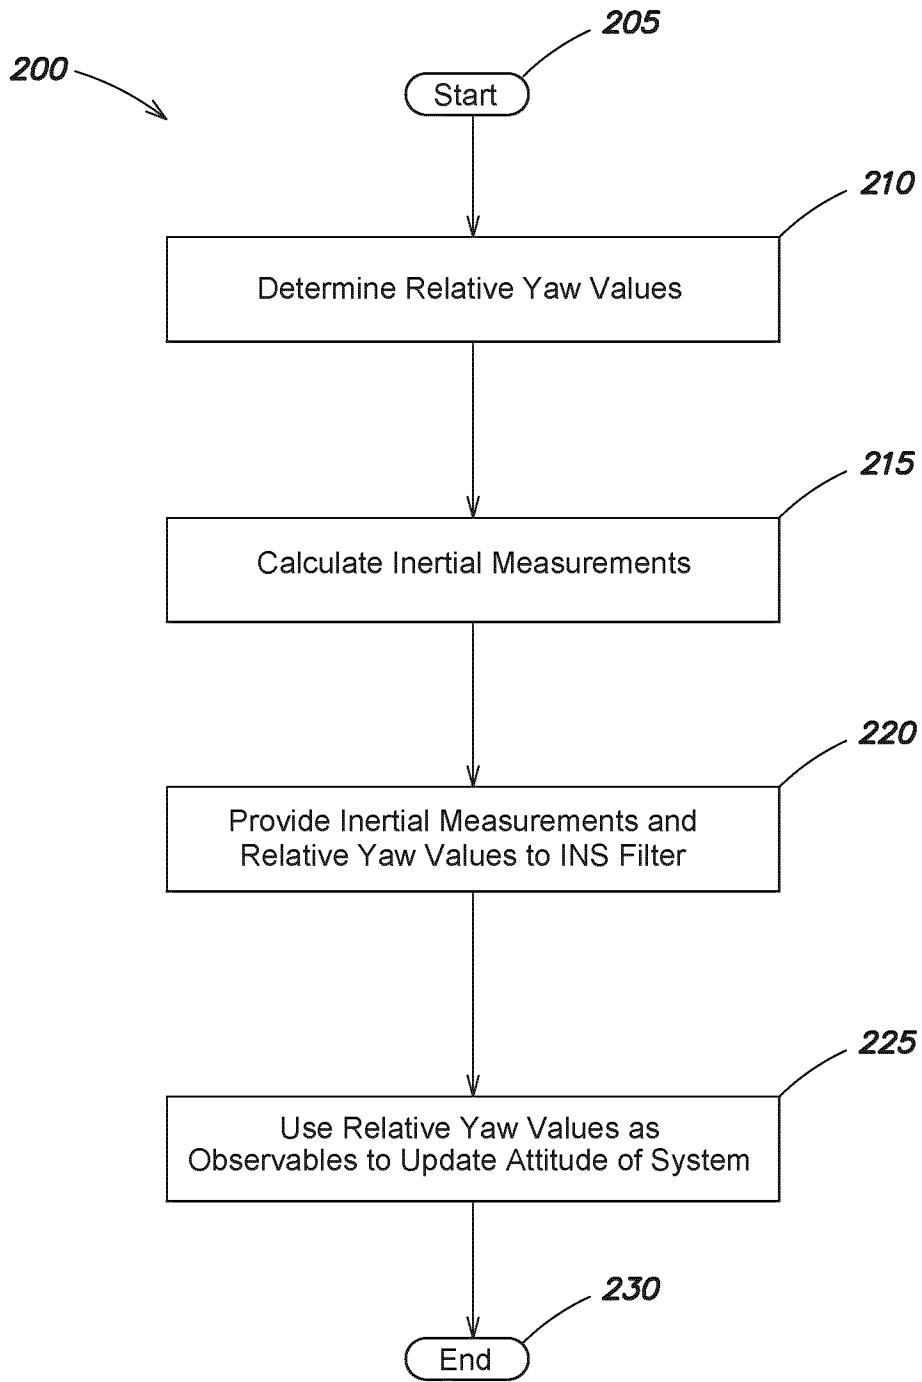 200
205
Start
210
Determine Relative Yaw Values
215
Calculate Inertial Measurements
220
Provide Inertial Measurements and
Relative Yaw Values to INS Filter
225
Use Relative Yaw Values as
Observables to Update Attitude of System
230
End